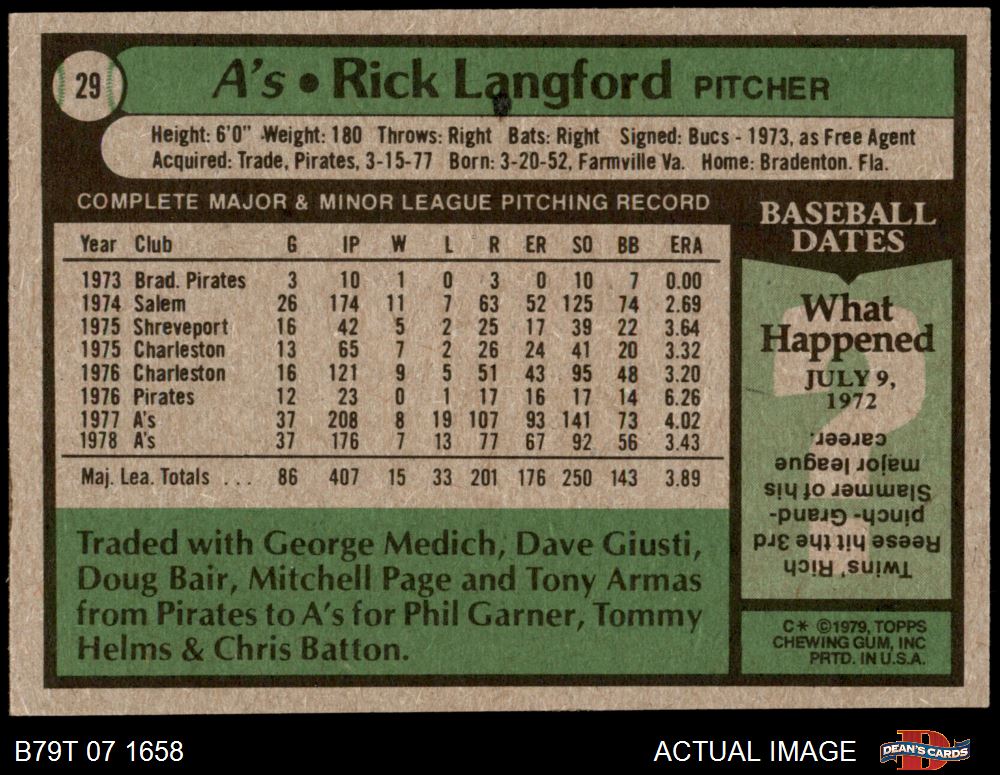 29
A's • Rick Langford PITCHER
Height: 6'0" Weight: 180 Throws: Right Bats: Right Signed: Bucs - 1973, as Free Agent
Acquired: Trade, Pirates, 3-15-77 Born: 3-20-52, Farmville Va. Home: Bradenton. Fla.
COMPLETE MAJOR & MINOR LEAGUE PITCHING RECORD
Year Club G IP W L R ER SO BB ERA
1973 Brad. Pirates 3 10 1 0 3 0 10 7 0.00
1974 Salem 26 174 11 7 63 52 125 74 2.69
1975 Shreveport 16 42 5 2 25 17 39 22 3.64
1975 Charleston 13 65 7 2 26 24 41 20 3.32
1976 Charleston 16 121 9 5 51 43 95 48 3.20
1976 Pirates 12 23 0 1 17 16 17 14 6.26
1977 A's 37 208 8 19 107 93 141 73 4.02
1978 A's 37 176 7 13 77 67 92 56 3.43
Maj. Lea. Totals . . . 86 407 15 33 201 176 250 143 3.89
Traded with George Medich, Dave Giusti,
Doug Bair, Mitchell Page and Tony Armas
from Pirates to A's for Phil Garner, Tommy
Helms & Chris Batton.
BASEBALL
DATES
What
Happened
JULY 9,
1972
Twins' Rich
Reese hit the 3rd
pinch-Grand-
Slammer of his
major league
career.
C* ©1979, TOPPS
CHEWING GUM, INC
PRTD. IN U.S.A.
B79T 07 1658
ACTUAL IMAGE
DEAN'S CARDS